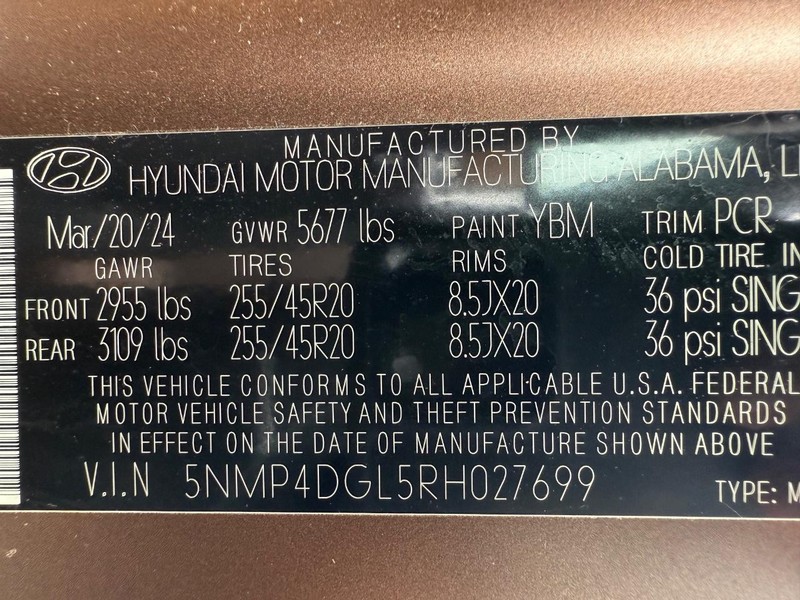 MANUFACTURED BY
HYUNDAI MOTOR MANUFACTURING ALABAMA,
Mar/20/24 GVWR 5677 lbs PAINT YBM TRIM PCR
GAWR TIRES RIMS COLD TIRE
FRONT 2955 lbs 255/45R20 8.5JX20 36 psi SING
REAR 3109 lbs 255/45R20 8.5JX20 36 psi SING
THIS VEHICLE CONFORMS TO ALL APPLICABLE U.S.A. FEDERAL
MOTOR VEHICLE SAFETY AND THEFT PREVENTION STANDARDS
IN EFFECT ON THE DATE OF MANUFACTURE SHOWN ABOVE
V.I.N 5NMP4DGL5RH027699 TYPE: M